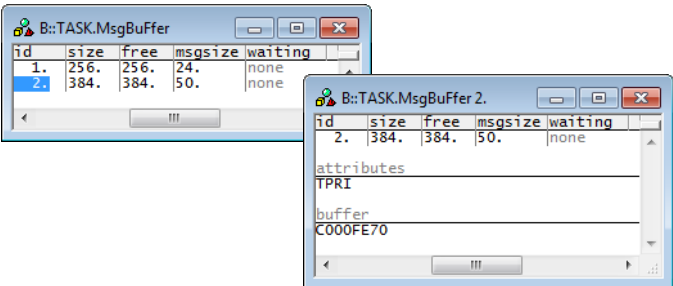 B::TASK.MsgBuFfer
id size free msgsize waiting
1. 256. 256. 24. none
2. 384. 384. 50. none
B::TASK.MsgBuFfer 2.
id size free msgsize waiting
2. 384. 384. 50. none
attributes
TPRI
buffer
C000FE70